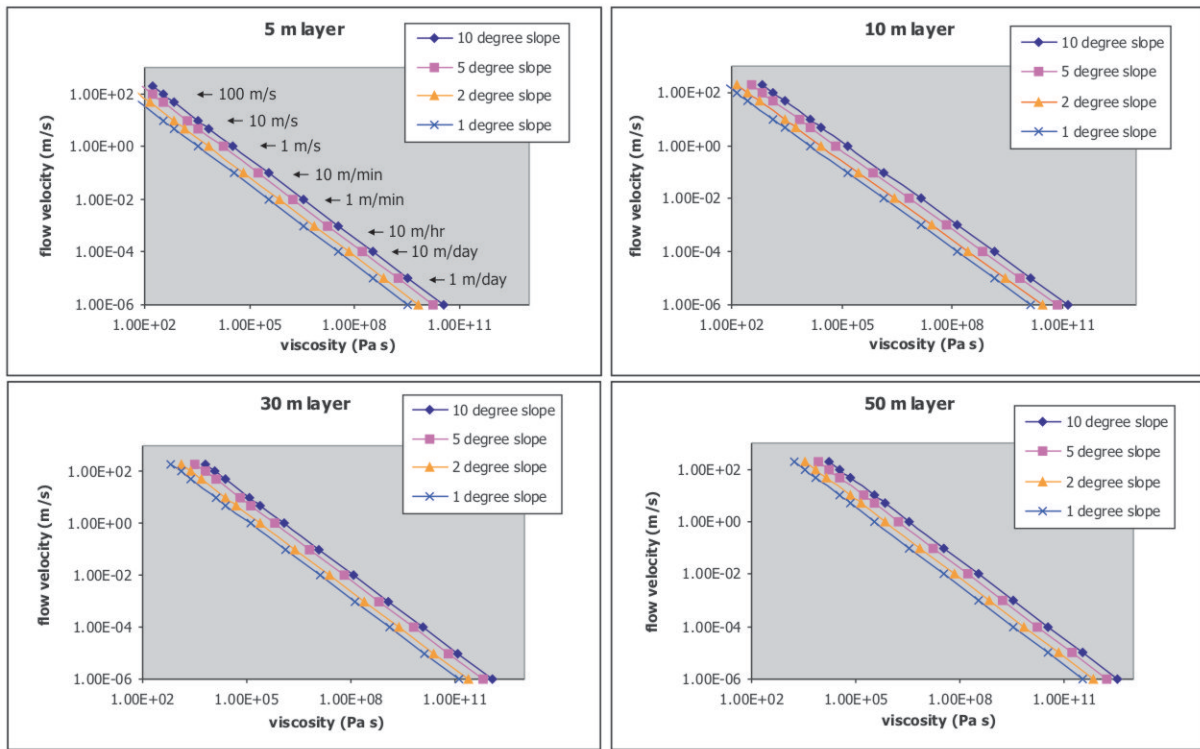 5 m layer
10 degree slope
5 degree slope
2 degree slope
1 degree slope
flow velocity (m/s)
1.00E+02
1.00E+00
1.00E-02
1.00E-04
1.00E-06
← 100 m/s
← 10 m/s
← 1 m/s
← 10 m/min
← 1 m/min
← 10 m/hr
← 10 m/day
← 1 m/day
1.00E+02 1.00E+05 1.00E+08 1.00E+11
viscosity (Pa s)
10 m layer
10 degree slope
5 degree slope
2 degree slope
1 degree slope
flow velocity (m/s)
1.00E+02
1.00E+00
1.00E-02
1.00E-04
1.00E-06
1.00E+02 1.00E+05 1.00E+08 1.00E+11
viscosity (Pa s)
30 m layer
10 degree slope
5 degree slope
2 degree slope
1 degree slope
flow velocity (m/s)
1.00E+02
1.00E+00
1.00E-02
1.00E-04
1.00E-06
1.00E+02 1.00E+05 1.00E+08 1.00E+11
viscosity (Pa s)
50 m layer
10 degree slope
5 degree slope
2 degree slope
1 degree slope
flow velocity (m/s)
1.00E+02
1.00E+00
1.00E-02
1.00E-04
1.00E-06
1.00E+02 1.00E+05 1.00E+08 1.00E+11
viscosity (Pa s)